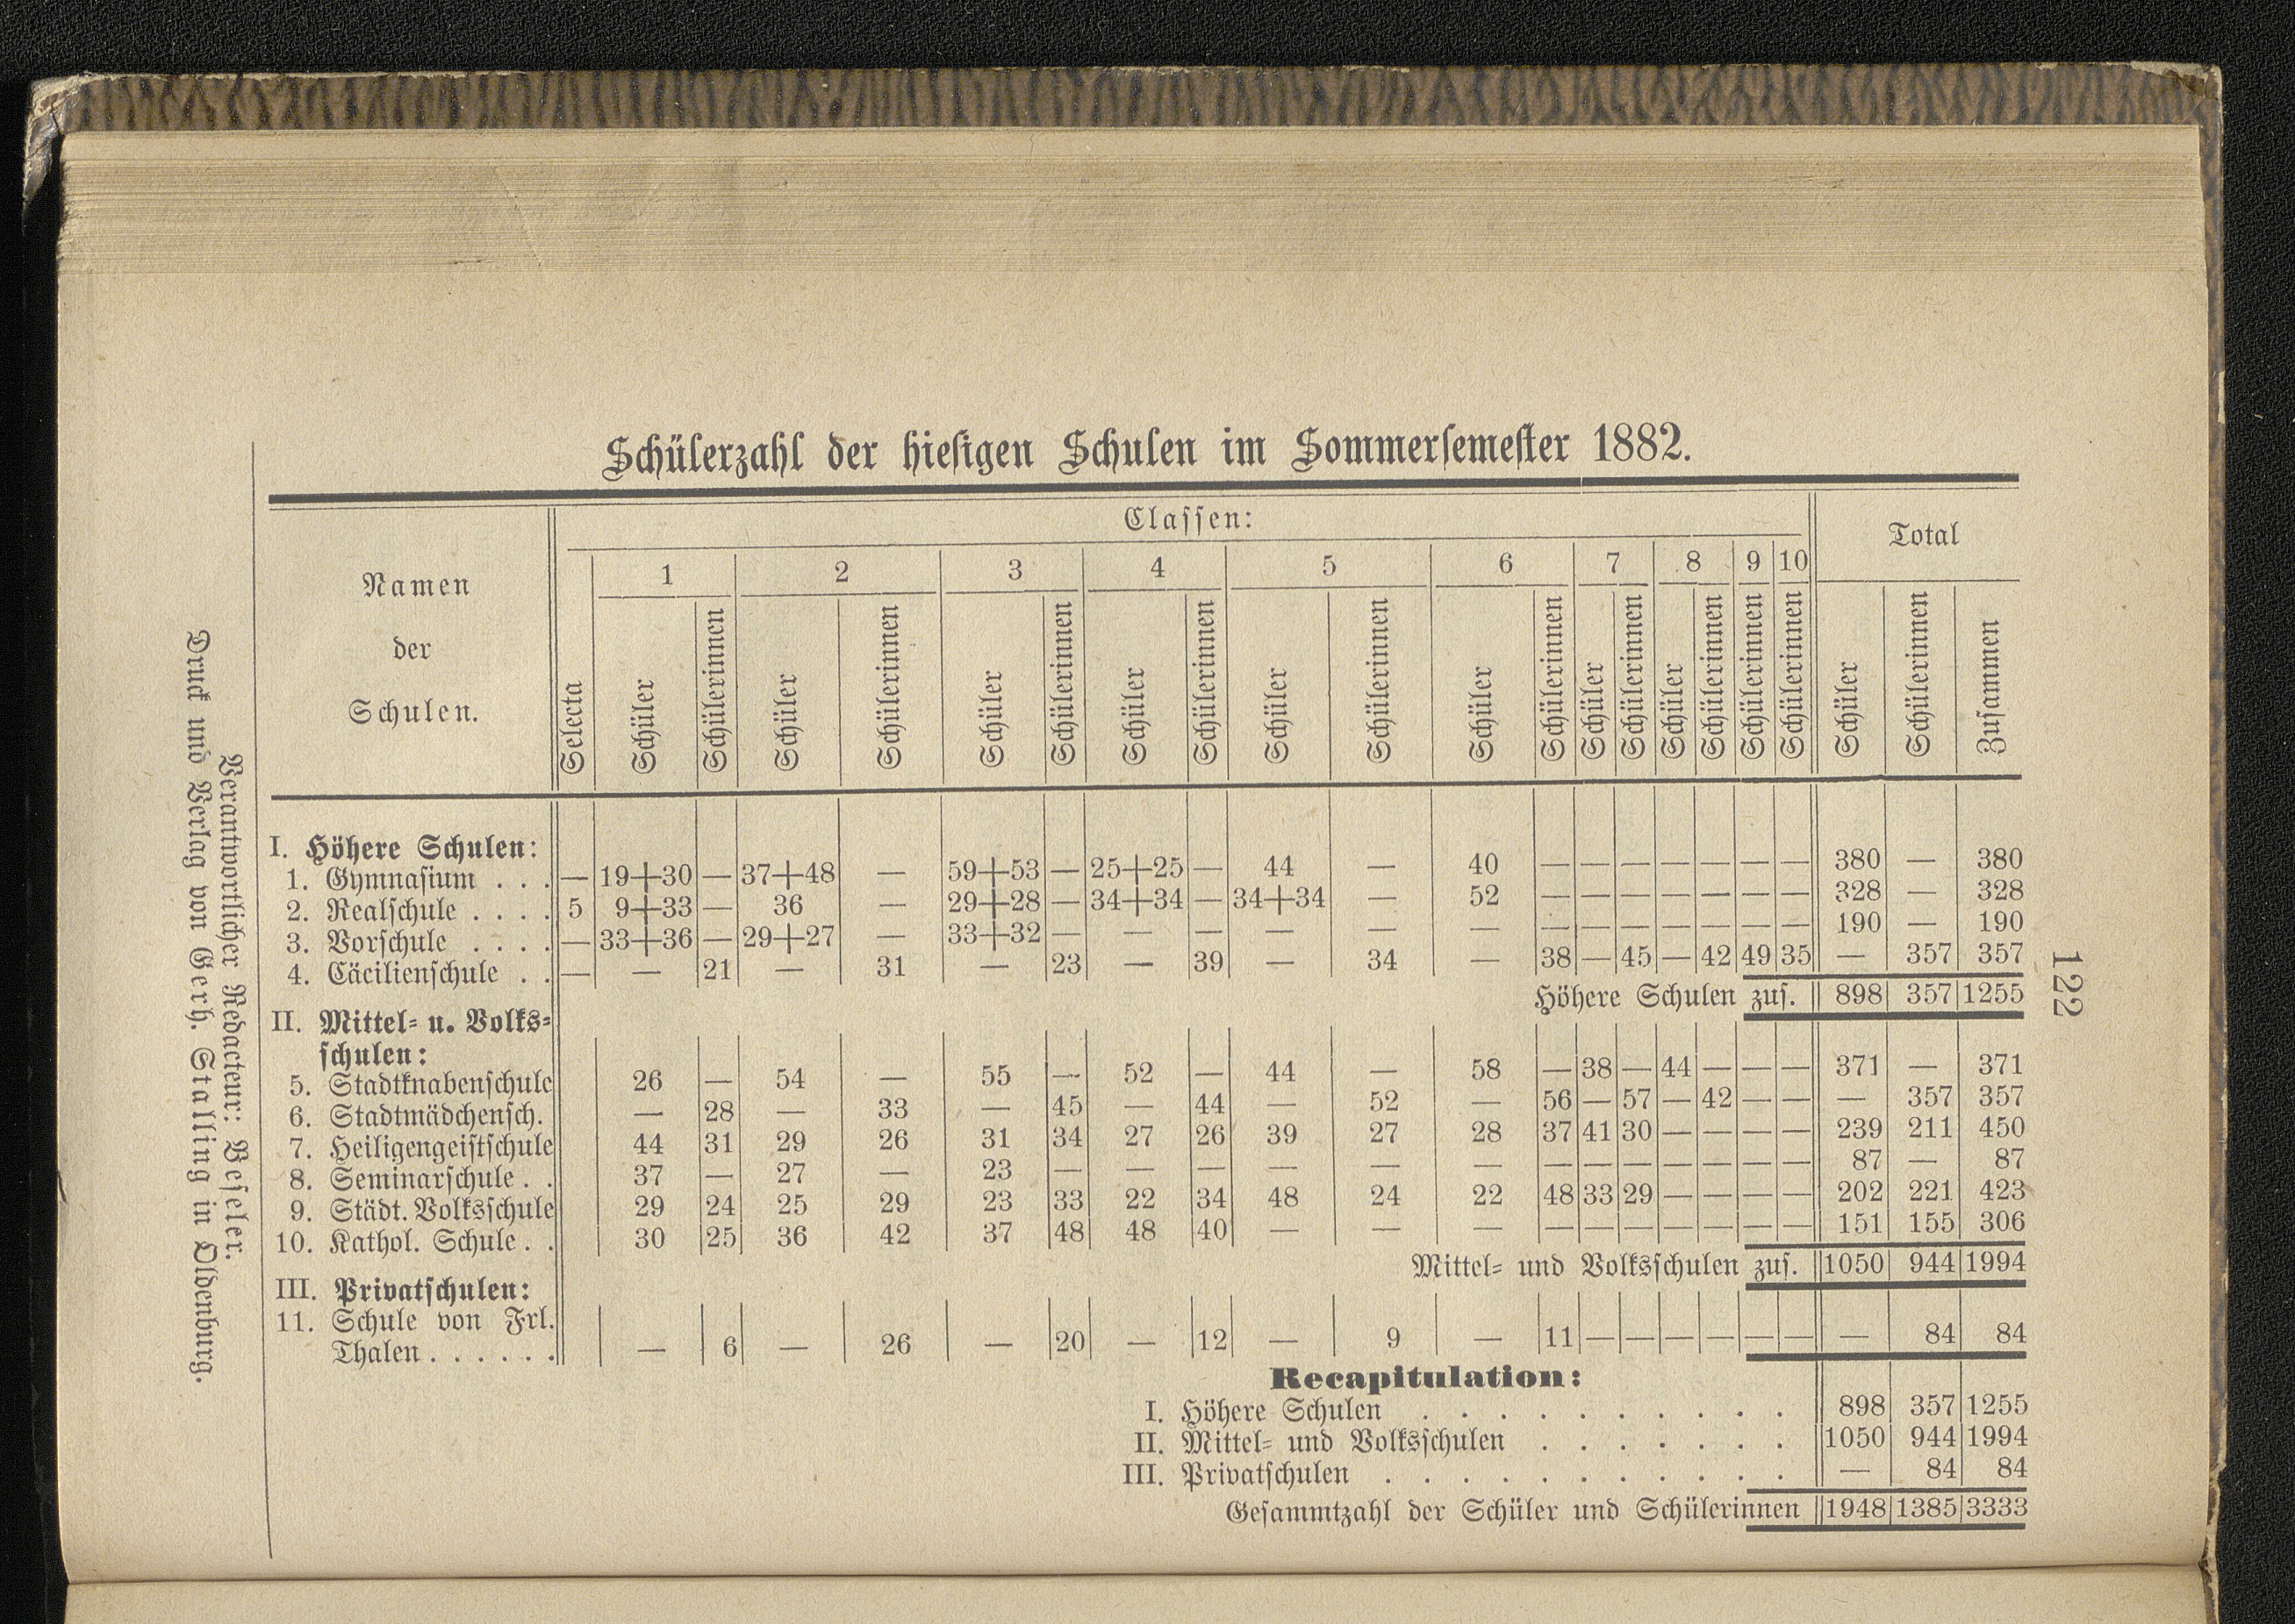 Schülerzahl der hiesigen Schulen im Sommersemester 1882.
Namen der Schulen. Classen: Total
1 2 3 4 5 6 7 8 9 10
Selecta Schüler Schülerinnen Schüler Schülerinnen Schüler Schülerinnen Schüler Schülerinnen Schüler Schülerinnen Schüler Schülerinnen Schüler Schülerinnen Schüler Schülerinnen Schülerinnen Schülerinnen Schüler Schülerinnen Zusammen
I. Höhere Schulen:
1. Gymnasium . . . — 19+30 — 37+48 — 59+53 — 25+25 — 44 — 40 — — — — — — — 380 — 380
2. Realschule . . . . 5 9+33 — 36 — 29+28 — 34+34 — 34+34 — 52 — — — — — — — 328 — 328
3. Vorschule . . . . — 33+36 — 29+27 — 33+32 — — — — — — — — — — — — — 190 — 190
4. Cäcilienschule . . — — 21 — 31 — 23 — 39 — 34 — 38 — 45 — 42 49 35 — 357 357
Höhere Schulen zus. 898 357 1255
II. Mittel- u. Volks-
schulen:
5. Stadtknabenschule 26 — 54 — 55 — 52 — 44 — 58 — 38 — 44 — — — 371 — 371
6. Stadtmädchensch. — 28 — 33 — 45 — 44 — 52 — 56 — 57 — 42 — — — 357 357
7. Heiligengeistschule 44 31 29 26 31 34 27 26 39 27 28 37 41 30 — — — — 239 211 450
8. Seminarschule . . 37 — 27 — 23 — — — — — — — — — — — — — 87 — 87
9. Städt. Volksschule 29 24 25 29 23 33 22 34 48 24 22 48 33 29 — — — — 202 221 423
10. Kathol. Schule . . 30 25 36 42 37 48 48 40 — — — — — — — — — — 151 155 306
Mittel- und Volksschulen zus. 1050 944 1994
III. Privatschulen:
11. Schule von Frl.
Thalen . . . . . . — 6 — 26 — 20 — 12 — 9 — 11 — — — — — — — 84 84
Recapitulation:
I. Höhere Schulen . . . . . . . . . . 898 357 1255
II. Mittel- und Volksschulen . . . . . . . 1050 944 1994
III. Privatschulen . . . . . . . . . . . — 84 84
Gesammtzahl der Schüler und Schülerinnen 1948 1385 3333
122
Verantwortlicher Redacteur: Beseler.
Druck und Verlag von Gerh. Stalling in Oldenburg.